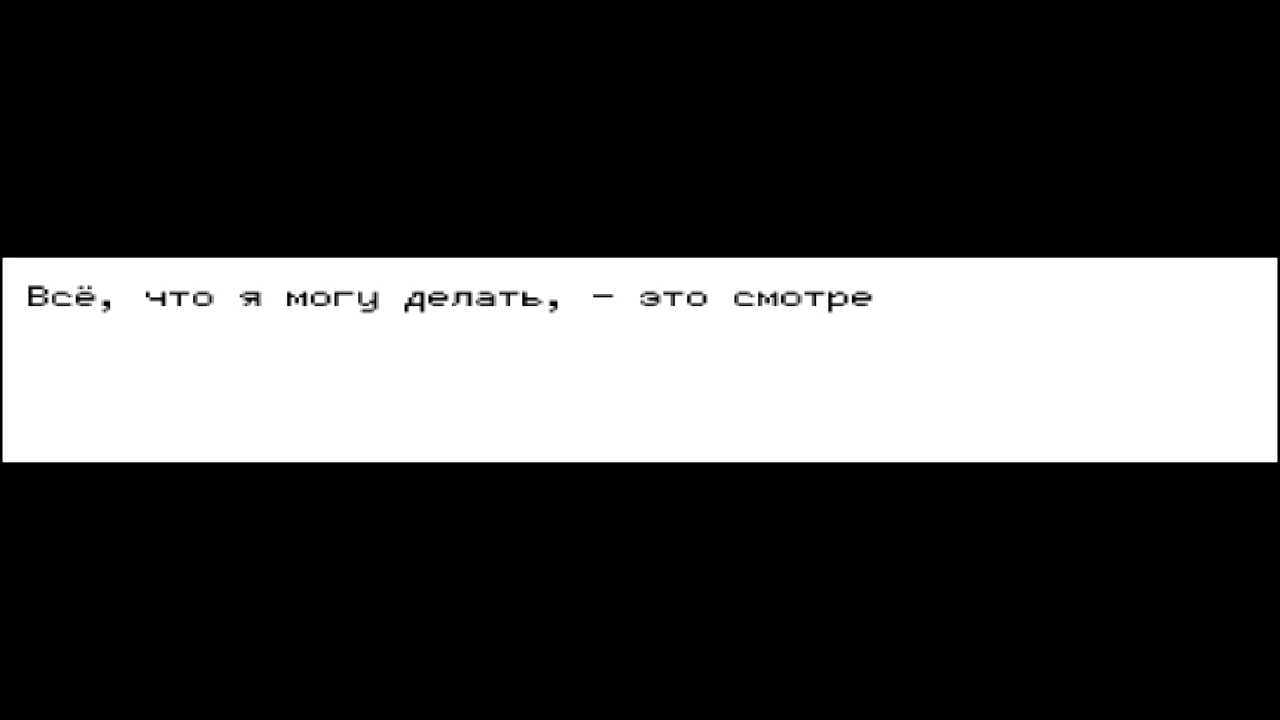 Всё, что я могу делать, – это смотре